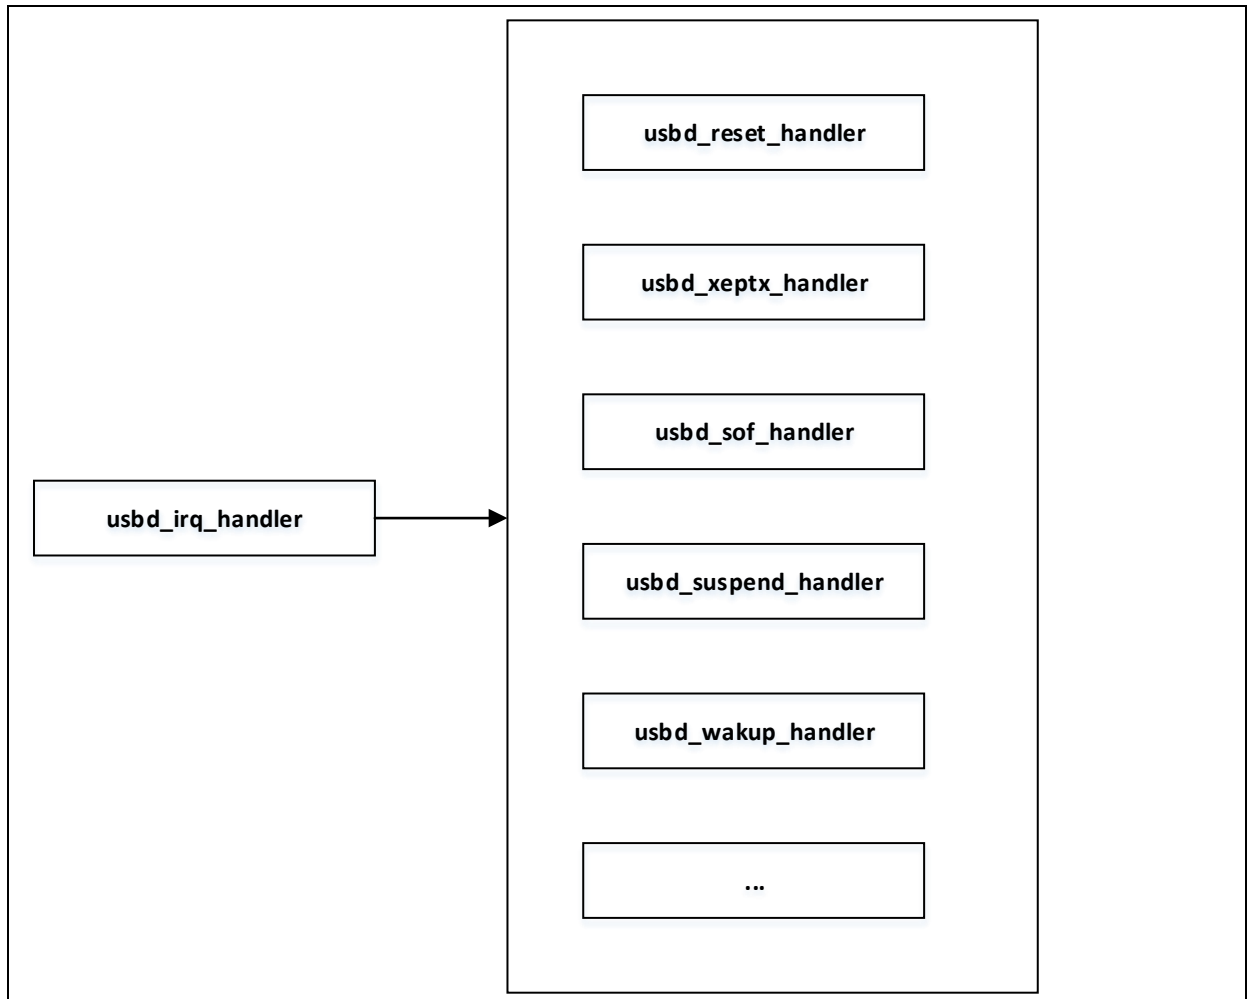 usbd_reset_handler
usbd_xeptx_handler
usbd_sof_handler
usbd_irq_handler
usbd_suspend_handler
usbd_wakup_handler
...